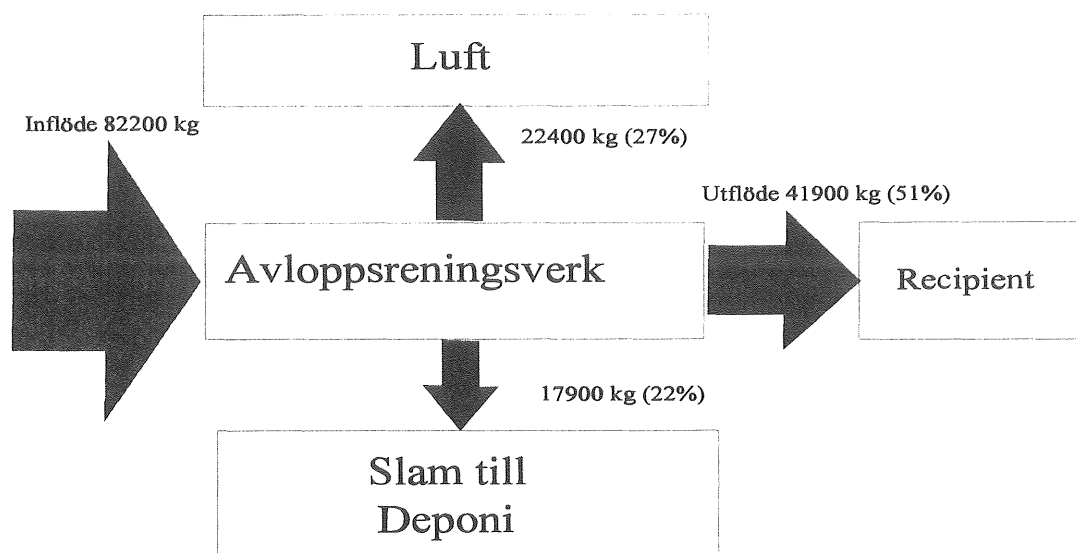 Luft
Inflöde 82200 kg
22400 kg (27%)
Utflöde 41900 kg (51%)
Avloppsreningsverk
Recipient
17900 kg (22%)
Slam till
Deponi